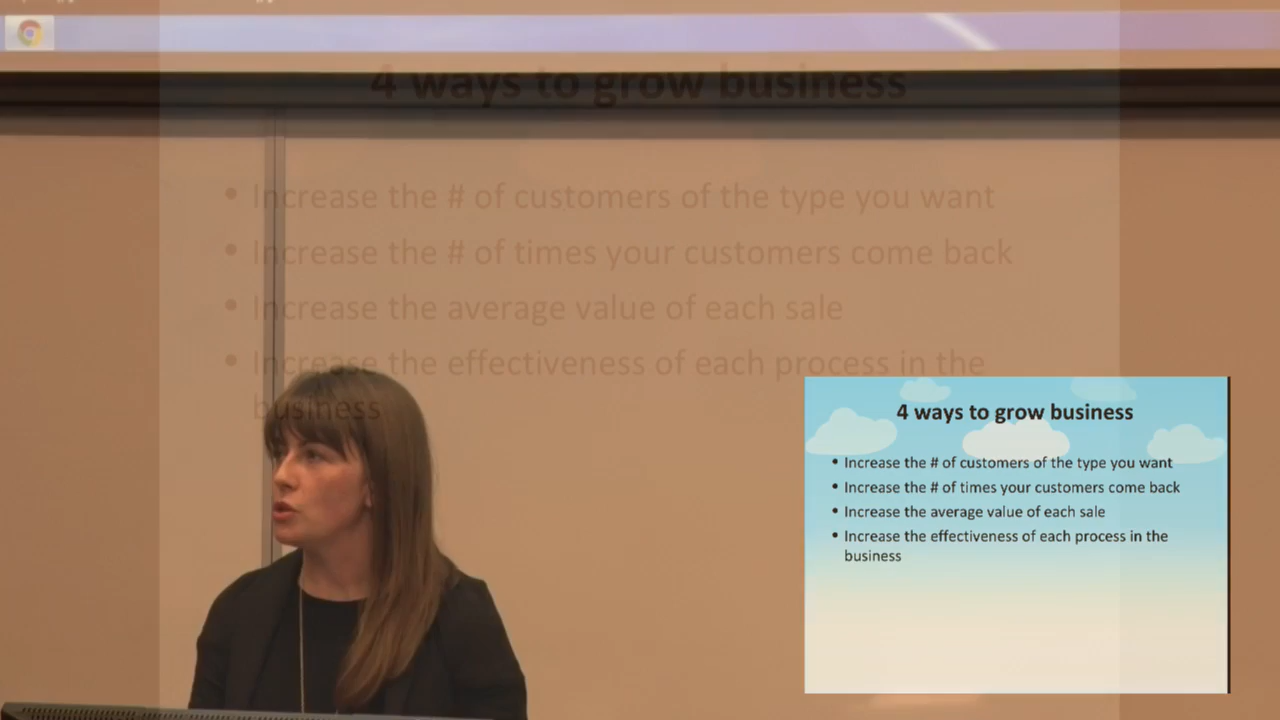 4 ways to grow business
• Increase the # of customers of the type you want
• Increase the # of times your customers come back
• Increase the average value of each sale
• Increase the effectiveness of each process in the
business
4 ways to grow business
• Increase the # of customers of the type you want
• Increase the # of times your customers come back
• Increase the average value of each sale
• Increase the effectiveness of each process in the
business